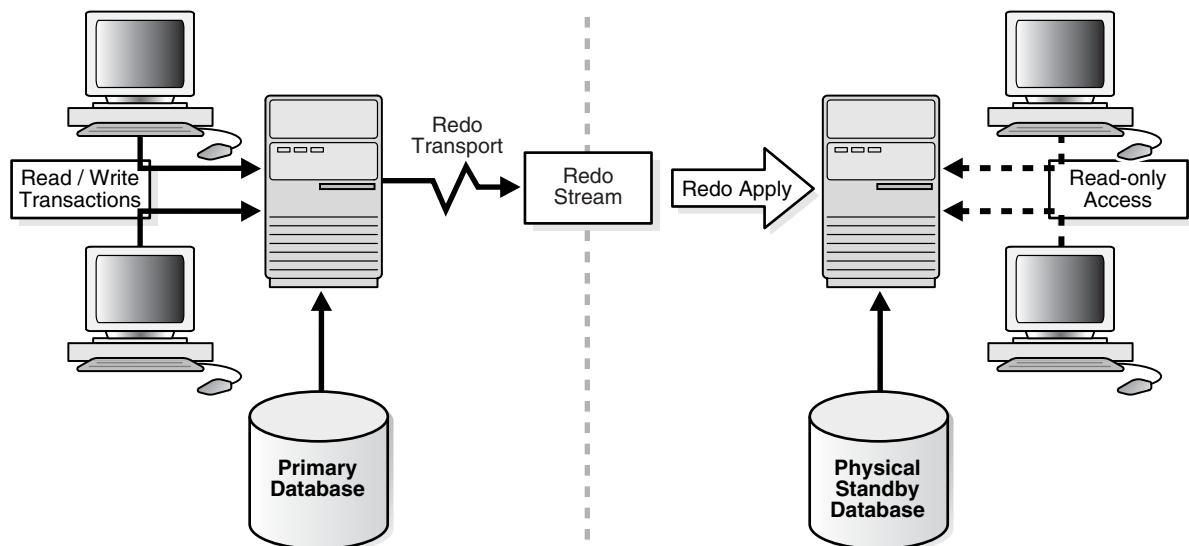 Redo
Transport
Read / Write
Transactions
Redo
Stream
Redo Apply
Read-only
Access
Primary
Database
Physical
Standby
Database